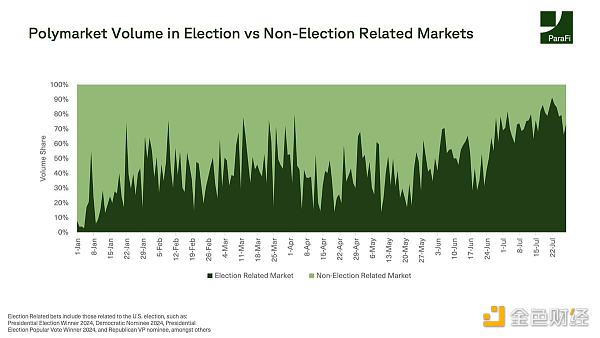 Polymarket Volume in Election vs Non-Election Related Markets
ParaFi
Volume Share
100%
90%
80%
70%
60%
50%
40%
30%
20%
10%
0%
1-Jan
8-Jan
15-Jan
22-Jan
29-Jan
5-Feb
12-Feb
19-Feb
26-Feb
4-Mar
11-Mar
18-Mar
25-Mar
1-Apr
8-Apr
15-Apr
22-Apr
29-Apr
6-May
13-May
20-May
27-May
3-Jun
10-Jun
17-Jun
24-Jun
1-Jul
8-Jul
15-Jul
22-Jul
Election Related Market
Non-Election Related Market
Election Related bets include those related to the U.S. election, such as:
Presidential Election Winner 2024, Democratic Nominee 2024, Presidential
Election Popular Vote Winner 2024, and Republican VP nominee, amongst others
金色财经